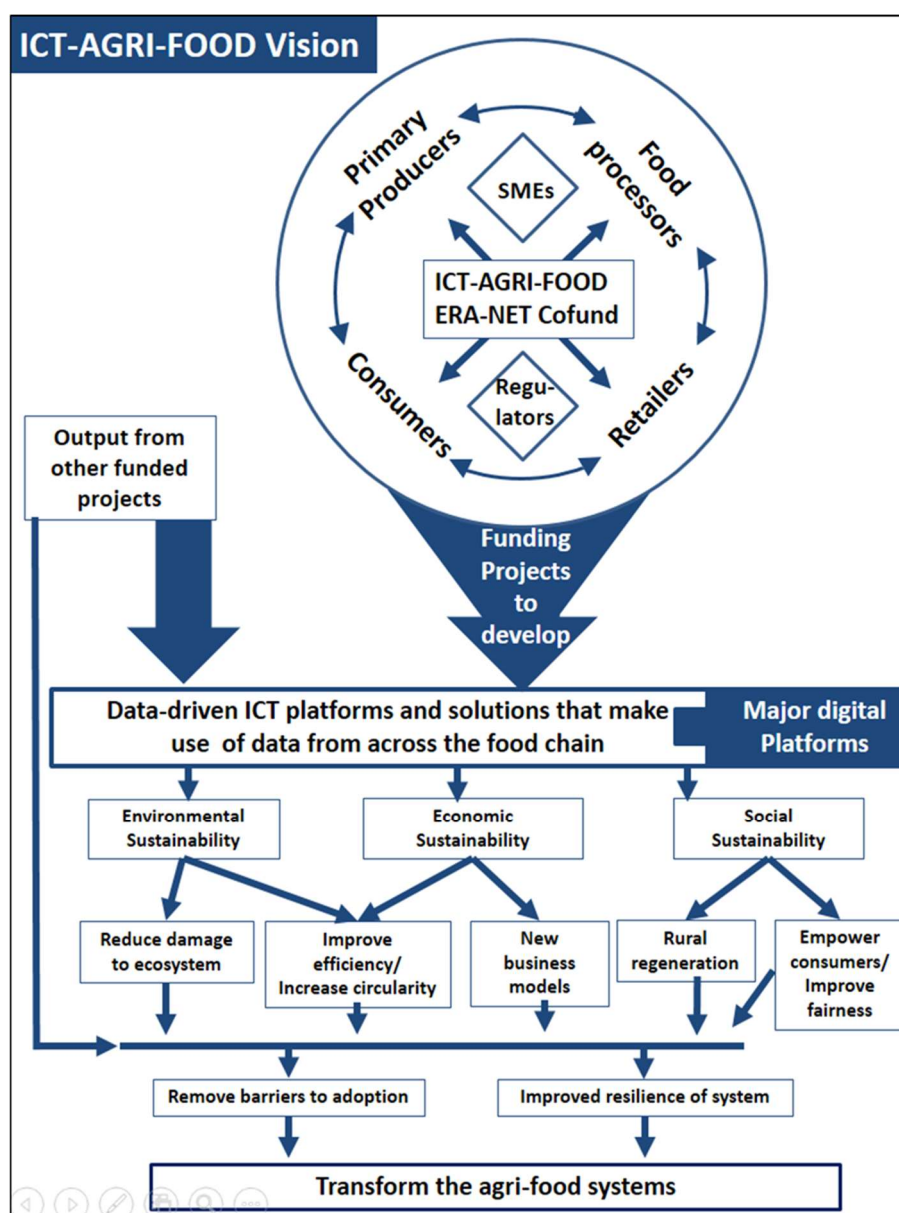 ICT-AGRI-FOOD Vision
Primary
Producers
Food
processors
SMEs
ICT-AGRI-FOOD
ERA-NET Cofund
Consumers
Regu-
lators
Retailers
Output from
other funded
projects
Funding
Projects
to
develop
Data-driven ICT platforms and solutions that make
use of data from across the food chain
Major digital
Platforms
Environmental
Sustainability
Economic
Sustainability
Social
Sustainability
Reduce damage
to ecosystem
Improve
efficiency/
Increase circularity
New
business
models
Rural
regeneration
Empower
consumers/
Improve
fairness
Remove barriers to adoption
Improved resilience of system
Transform the agri-food systems